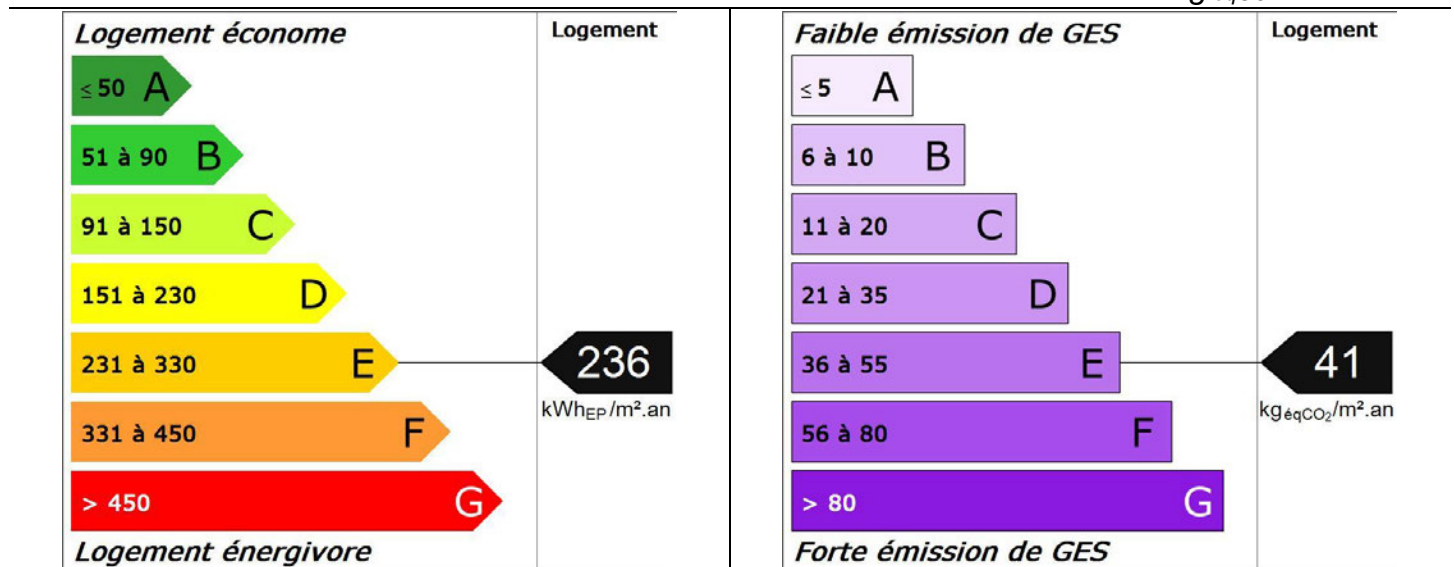 Logement économe
Logement
≤ 50 A
51 à 90 B
91 à 150 C
151 à 230 D
231 à 330 E
236
kWhEP/m².an
331 à 450 F
> 450 G
Logement énergivore
Faible émission de GES
Logement
≤ 5 A
6 à 10 B
11 à 20 C
21 à 35 D
36 à 55 E
41
kgéqCO₂/m².an
56 à 80 F
> 80 G
Forte émission de GES